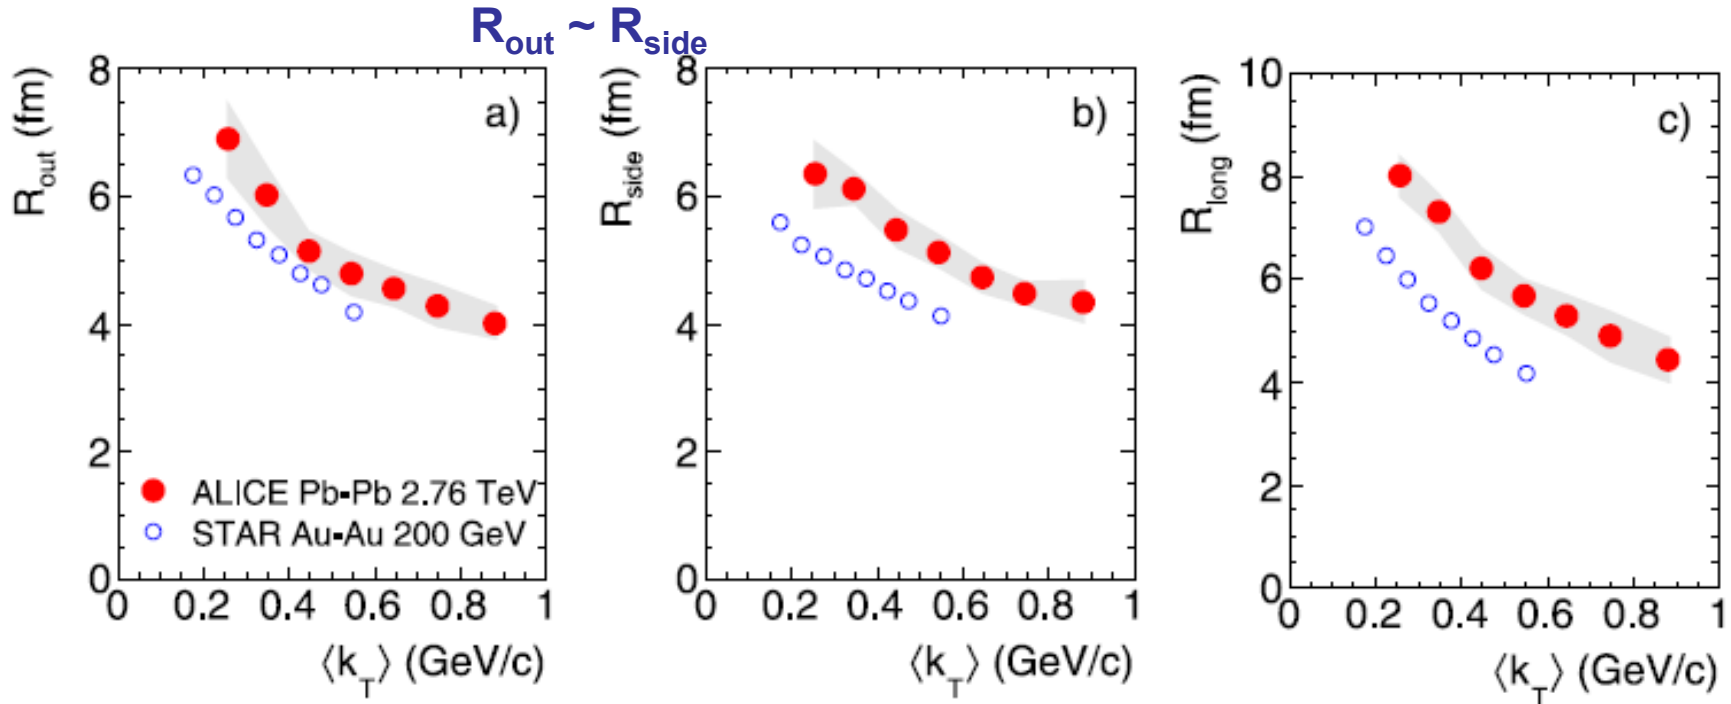 R_out ~ R_side
R_out (fm)
8
6
4
2
0
a)
ALICE Pb-Pb 2.76 TeV
STAR Au-Au 200 GeV
0 0.2 0.4 0.6 0.8 1
⟨k_T⟩ (GeV/c)
R_side (fm)
8
6
4
2
0
b)
0 0.2 0.4 0.6 0.8 1
⟨k_T⟩ (GeV/c)
R_long (fm)
10
8
6
4
2
0
c)
0 0.2 0.4 0.6 0.8 1
⟨k_T⟩ (GeV/c)